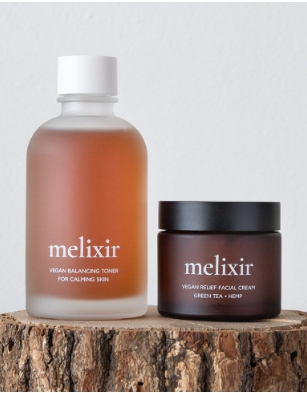 melixir
VEGAN BALANCING TONER
FOR CALMING SKIN
melixir
VEGAN RELIEF FACIAL CREAM
GREEN TEA + HEMP